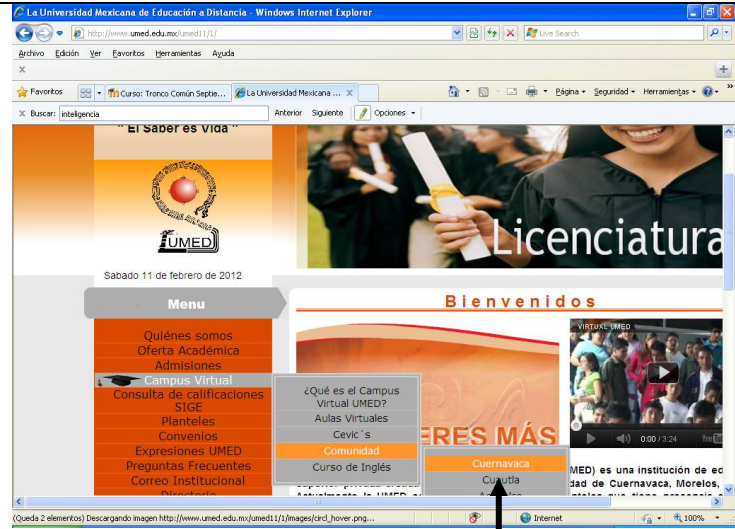 La Universidad Mexicana de Educación a Distancia - Windows Internet Explorer
http://www.umed.edu.mx/umed11/1/
Live Search
Archivo Edición Ver Favoritos Herramientas Ayuda
X
Favoritos Curso: Tronco Común Septie... La Universidad Mexicana ... X Página Seguridad Herramientas
X Buscar: inteligencia Anterior Siguiente Opciones
" El Saber es Vida "
UMED
Licenciatura
Sabado 11 de febrero de 2012
Menu
Bienvenidos
Quiénes somos
Oferta Académica
Admisiones
Campus Virtual
Consulta de calificaciones
SIGE
Planteles
Convenios
Expresiones UMED
Preguntas Frecuentes
Correo Institucional
Directorio
¿Qué es el Campus
Virtual UMED?
Aulas Virtuales
Cevic´s
Comunidad
Curso de Inglés
Cuernavaca
Cuautla
VIRTUAL UMED
0:00 / 3:24
ERES MÁS
MED) es una institución de ed
dad de Cuernavaca, Morelos,
(Queda 2 elementos) Descargando imagen http://www.umed.edu.mx/umed11/1/images/circl_hover.png... Internet 100%